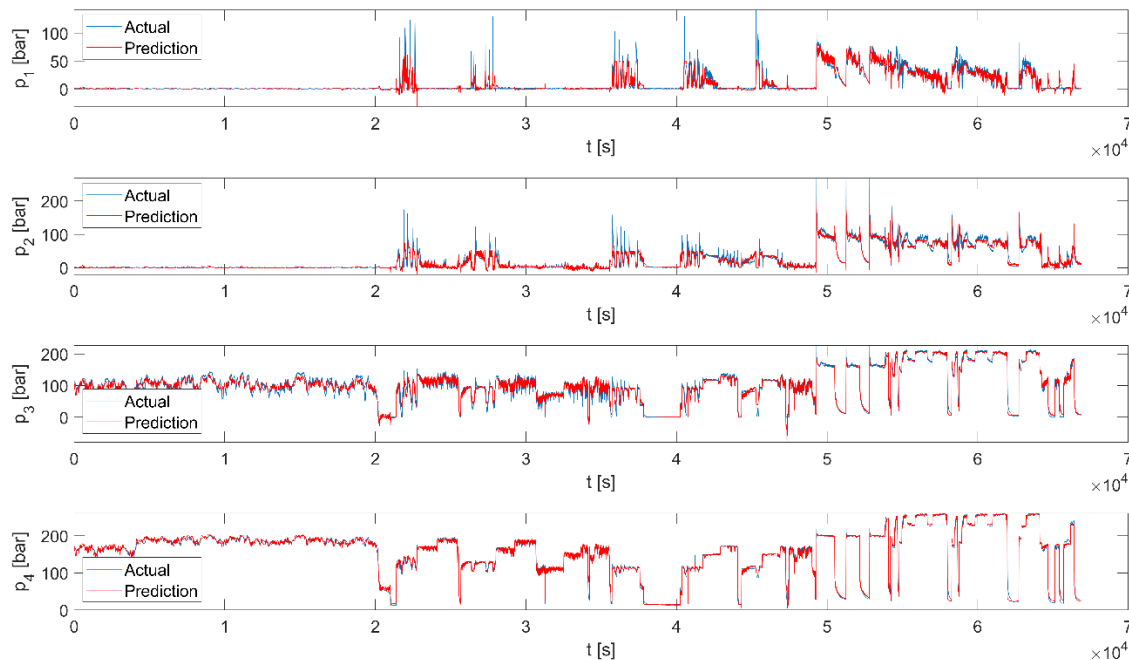 p1 [bar]
100
50
0
Actual
Prediction
0 1 2 3 4 5 6 7
t [s]
×10^4
p2 [bar]
200
100
0
Actual
Prediction
0 1 2 3 4 5 6 7
t [s]
×10^4
p3 [bar]
200
100
0
Actual
Prediction
0 1 2 3 4 5 6 7
t [s]
×10^4
p4 [bar]
200
100
0
Actual
Prediction
0 1 2 3 4 5 6 7
t [s]
×10^4